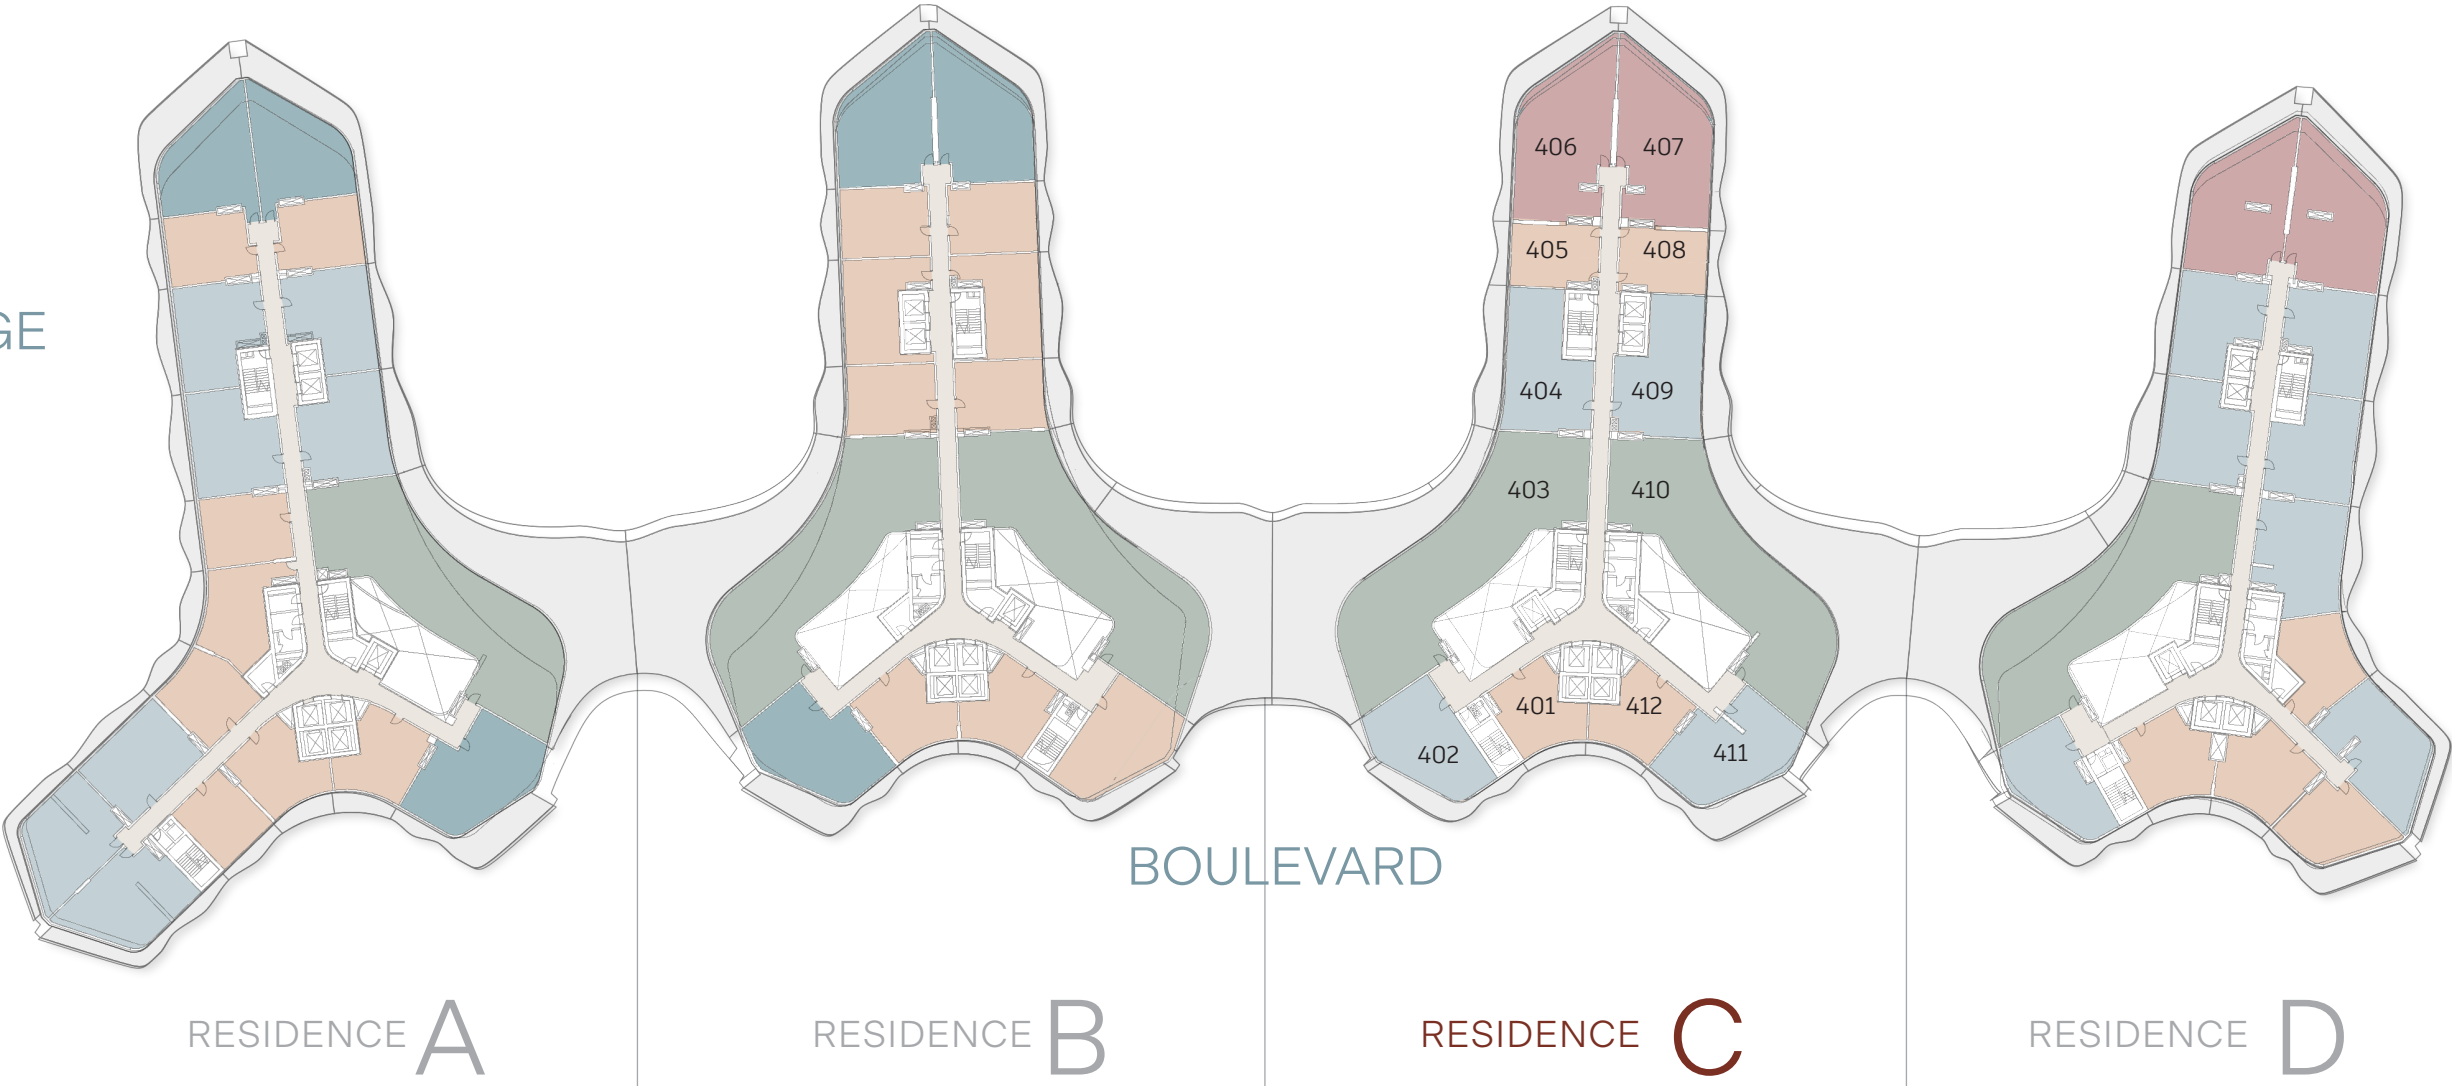 406 407
405 408
GE
404 409
403 410
401 412
402 411
BOULEVARD
RESIDENCE A
RESIDENCE B
RESIDENCE C
RESIDENCE D